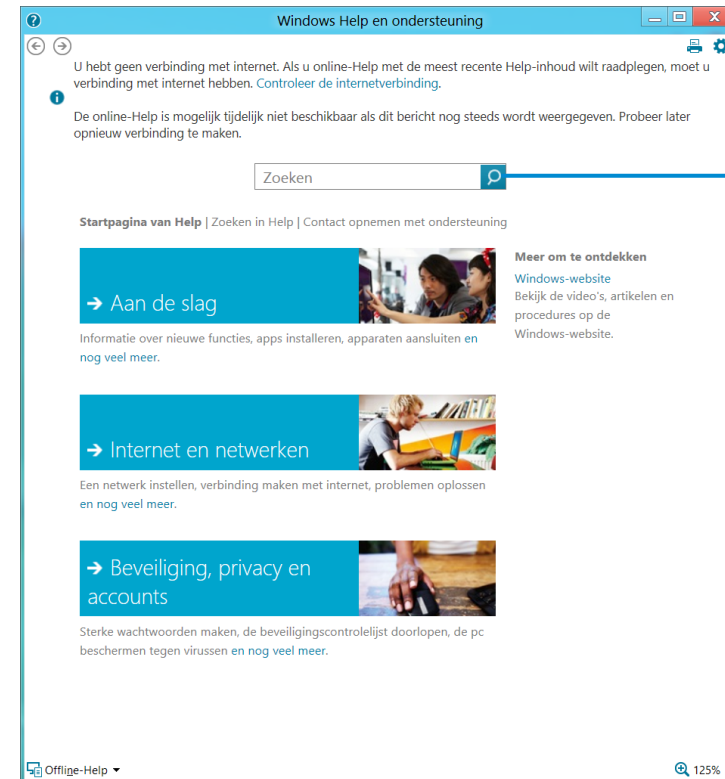 Windows Help en ondersteuning
U hebt geen verbinding met internet. Als u online-Help met de meest recente Help-inhoud wilt raadplegen, moet u
verbinding met internet hebben. Controleer de internetverbinding.
De online-Help is mogelijk tijdelijk niet beschikbaar als dit bericht nog steeds wordt weergegeven. Probeer later
opnieuw verbinding te maken.
Zoeken
Startpagina van Help | Zoeken in Help | Contact opnemen met ondersteuning
Aan de slag
Informatie over nieuwe functies, apps installeren, apparaten aansluiten en
nog veel meer.
Meer om te ontdekken
Windows-website
Bekijk de video's, artikelen en
procedures op de
Windows-website.
Internet en netwerken
Een netwerk instellen, verbinding maken met internet, problemen oplossen
en nog veel meer.
Beveiliging, privacy en
accounts
Sterke wachtwoorden maken, de beveiligingscontrolelijst doorlopen, de pc
beschermen tegen virussen en nog veel meer.
Offline-Help
125%